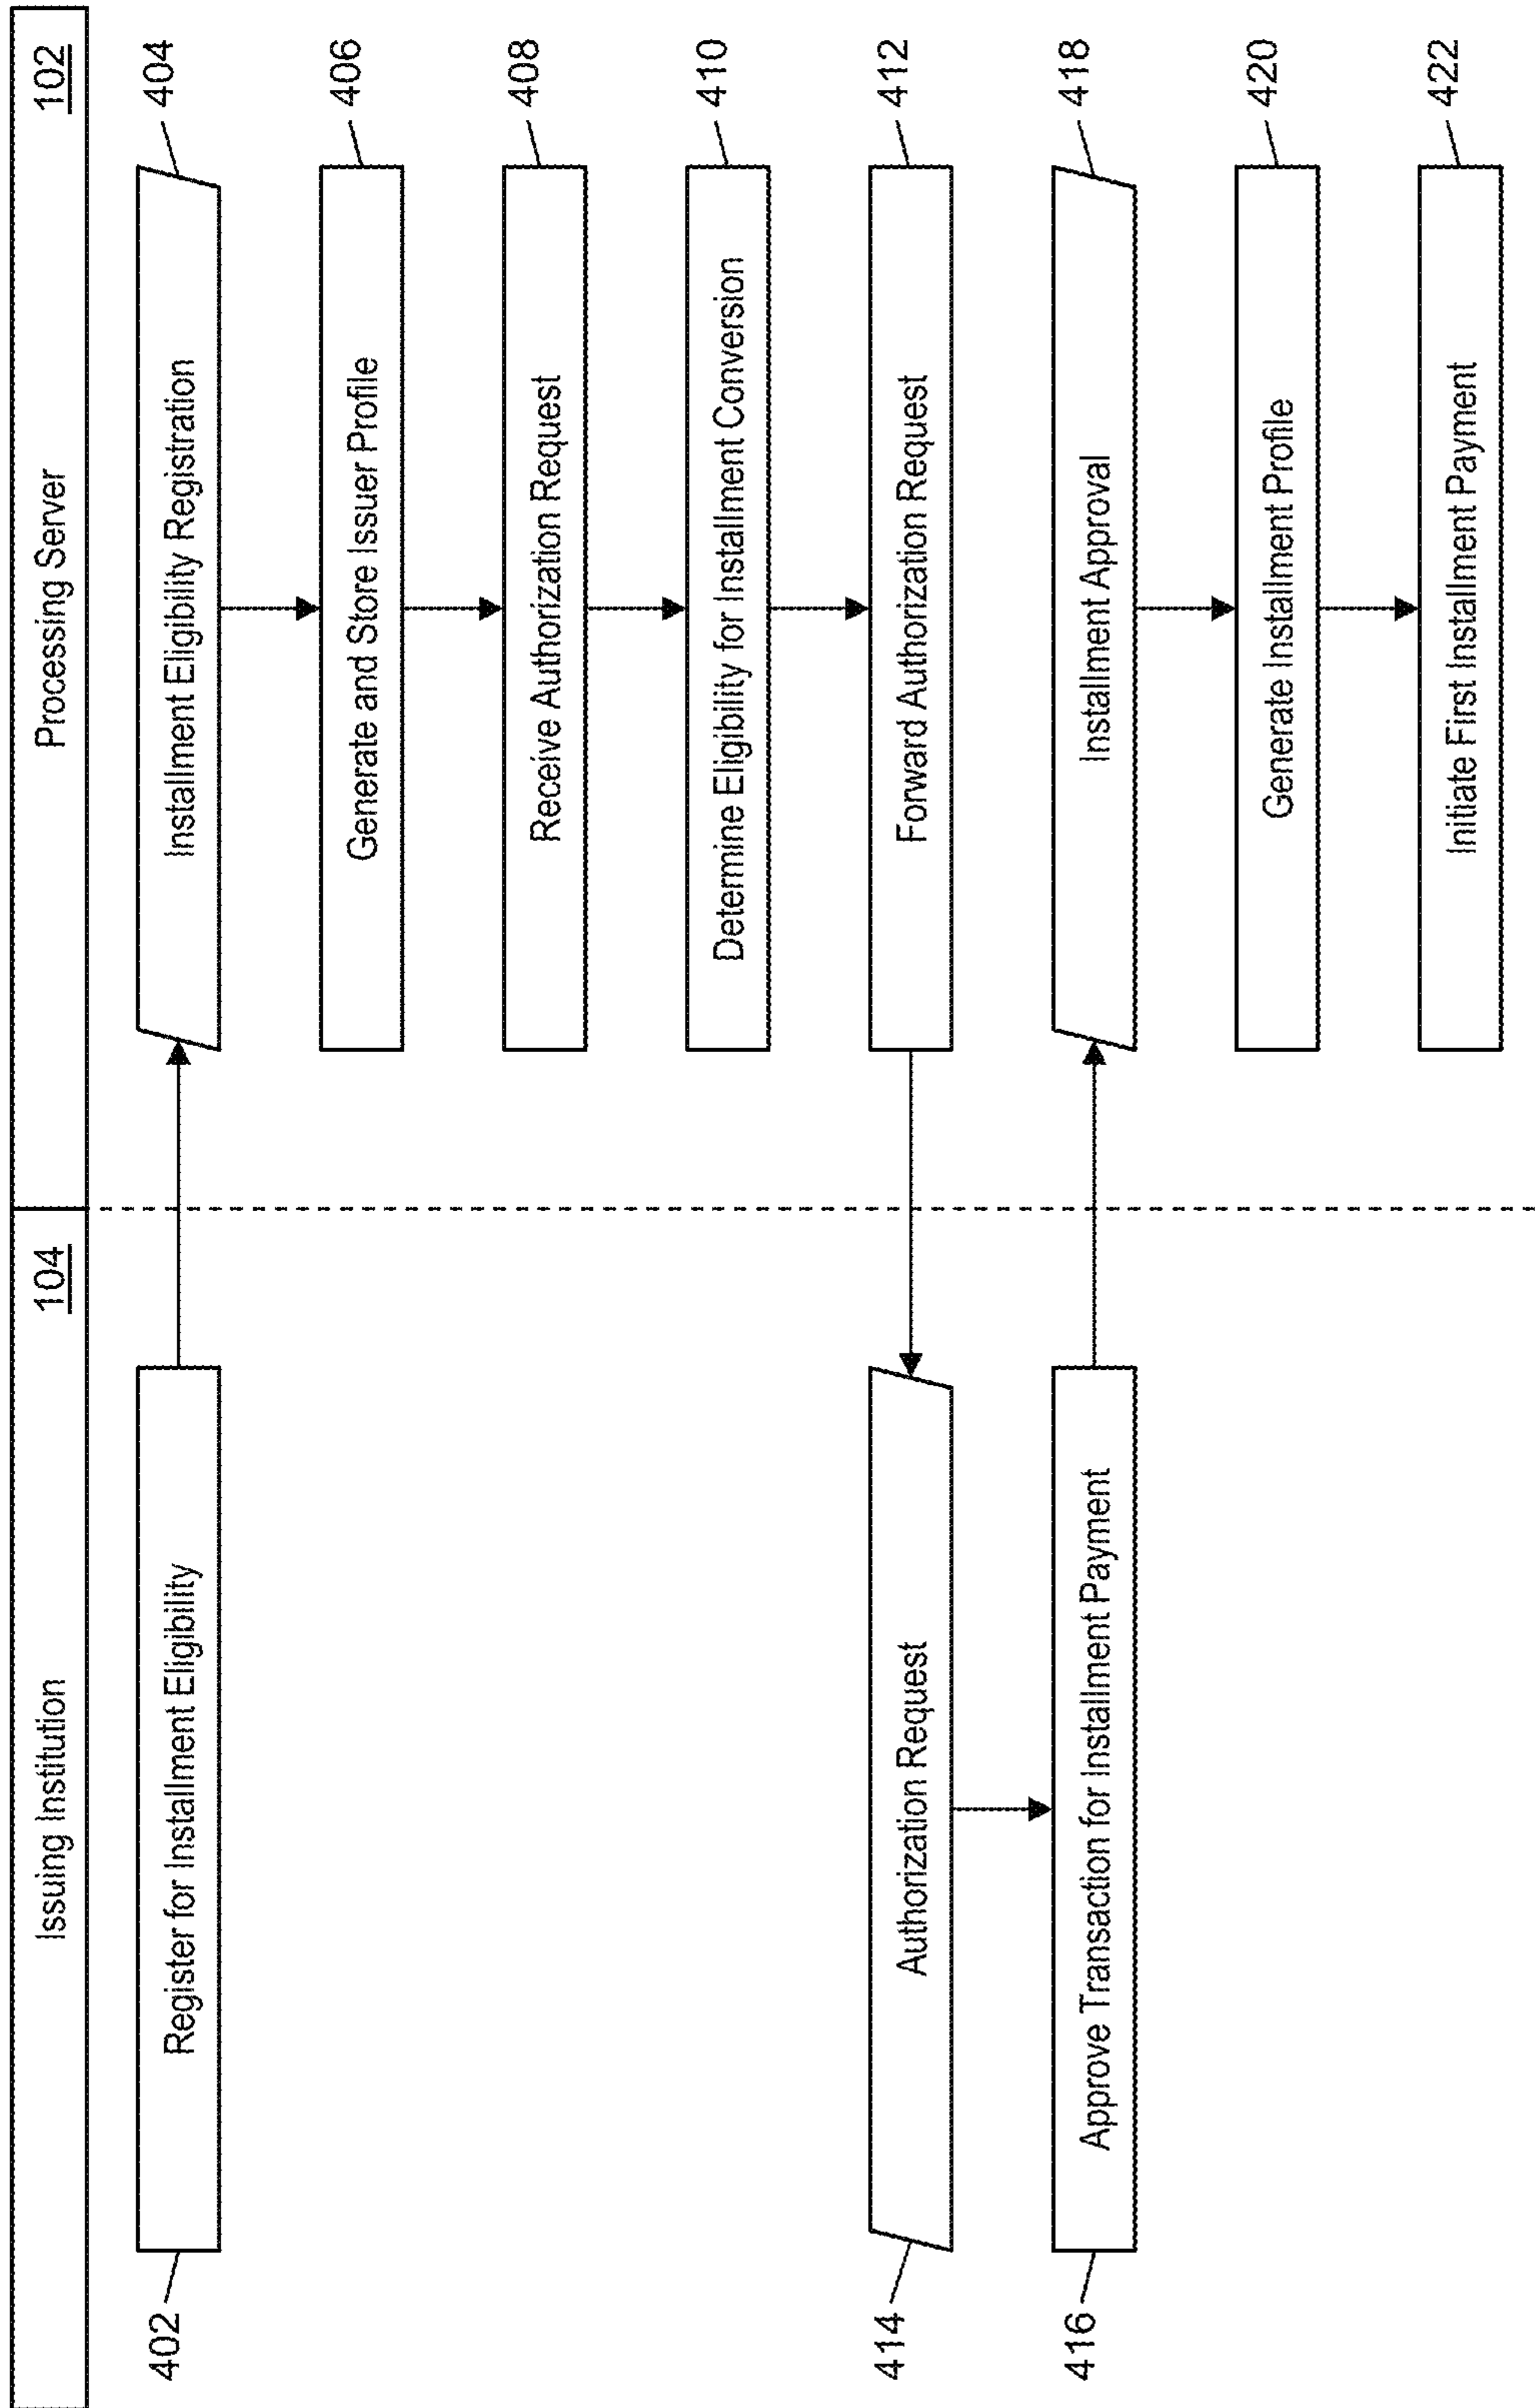 Issuing Institution 104
Processing Server 102
402
Register for Installment Eligibility
Installment Eligibility Registration
404
Generate and Store Issuer Profile
406
Receive Authorization Request
408
Determine Eligibility for Installment Conversion
410
Forward Authorization Request
412
414
Authorization Request
416
Approve Transaction for Installment Payment
Installment Approval
418
Generate Installment Profile
420
Initiate First Installment Payment
422